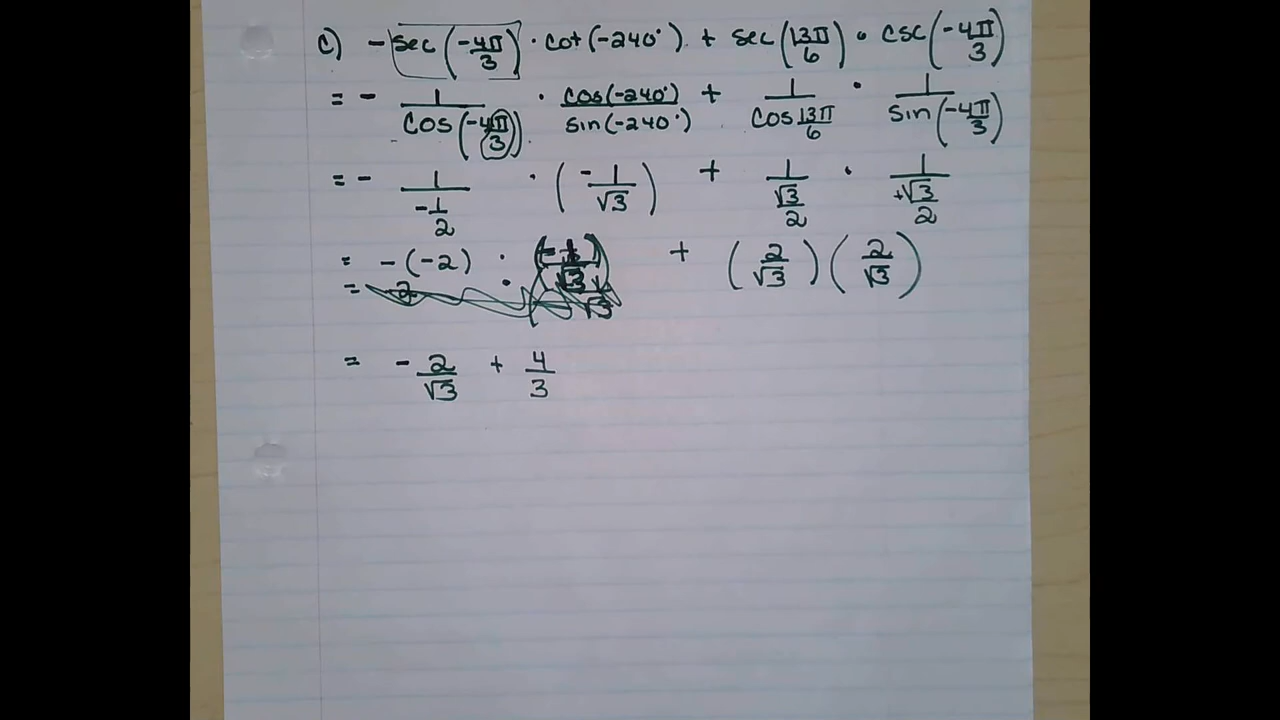 c) - sec(-4π/3) · cot(-240°) + sec(13π/6) · csc(-4π/3)
= - 1/cos(-4π/3) · cos(-240°)/sin(-240°) + 1/cos 13π/6 · 1/sin(-4π/3)
= - 1/(-1/2) · (-1/√3) + 1/(√3/2) · 1/(+√3/2)
= -(-2) · + (2/√3)(2/√3)
= - 2/√3 + 4/3